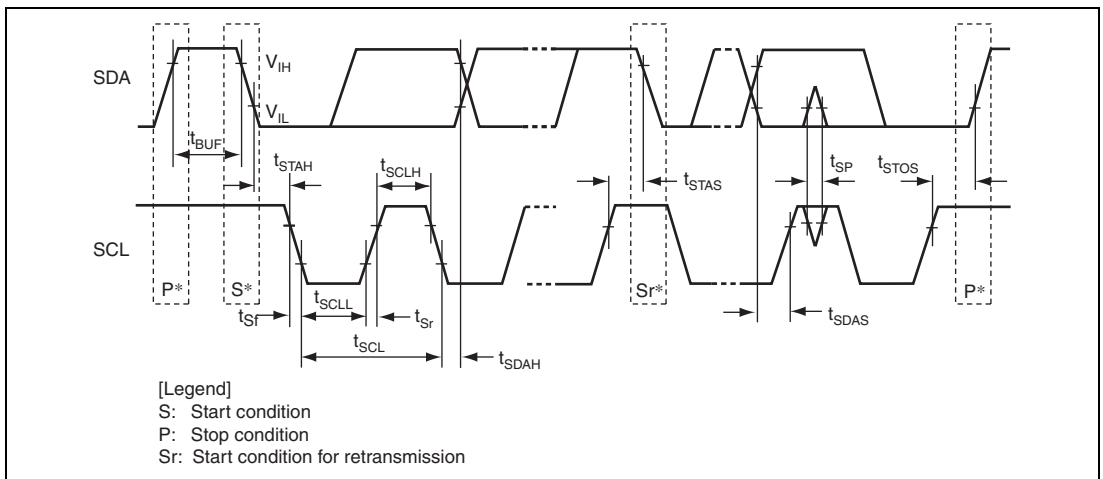 SDA
V_IH
V_IL
t_BUF
t_STAH
t_SCLH
t_STAS
t_SP
t_STOS
SCL
P*
S*
Sr*
P*
t_Sf
t_SCLL
t_Sr
t_SCL
t_SDAH
t_SDAS
[Legend]
S: Start condition
P: Stop condition
Sr: Start condition for retransmission